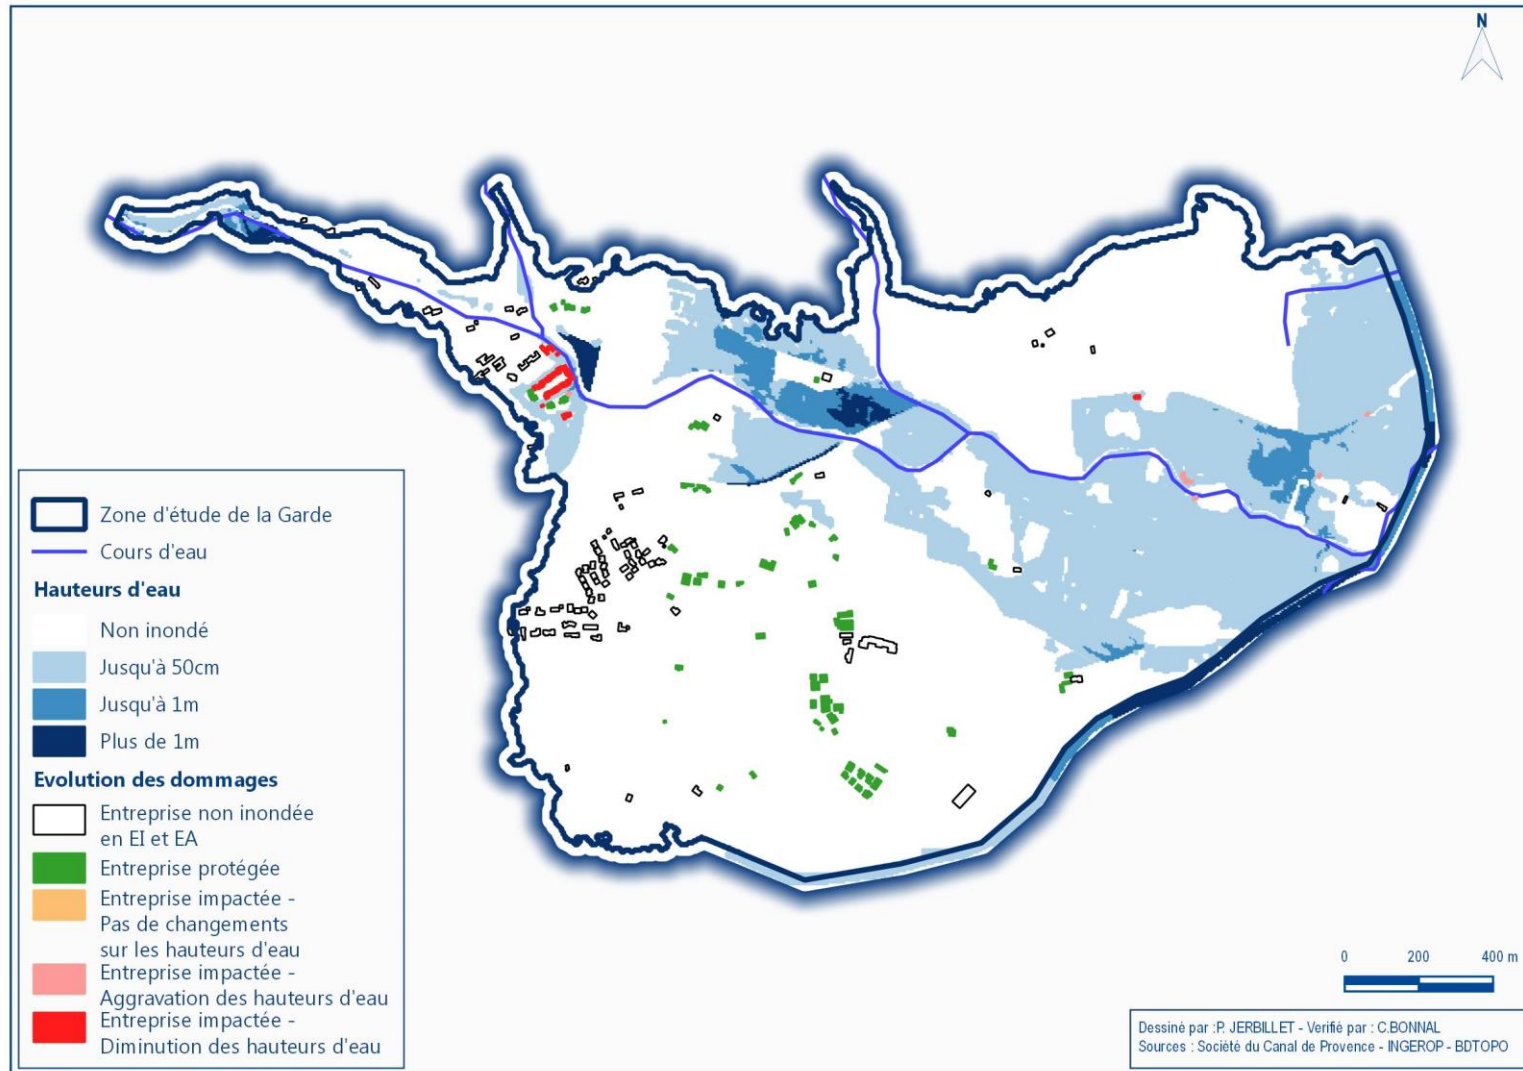 N
Zone d'étude de la Garde
Cours d'eau
Hauteurs d'eau
Non inondé
Jusqu'à 50cm
Jusqu'à 1m
Plus de 1m
Evolution des dommages
Entreprise non inondée
en EI et EA
Entreprise protégée
Entreprise impactée -
Pas de changements
sur les hauteurs d'eau
Entreprise impactée -
Aggravation des hauteurs d'eau
Entreprise impactée -
Diminution des hauteurs d'eau
0 200 400 m
Dessiné par :P. JERBILLET - Verifié par : C.BONNAL
Sources : Société du Canal de Provence - INGEROP - BDTOPO